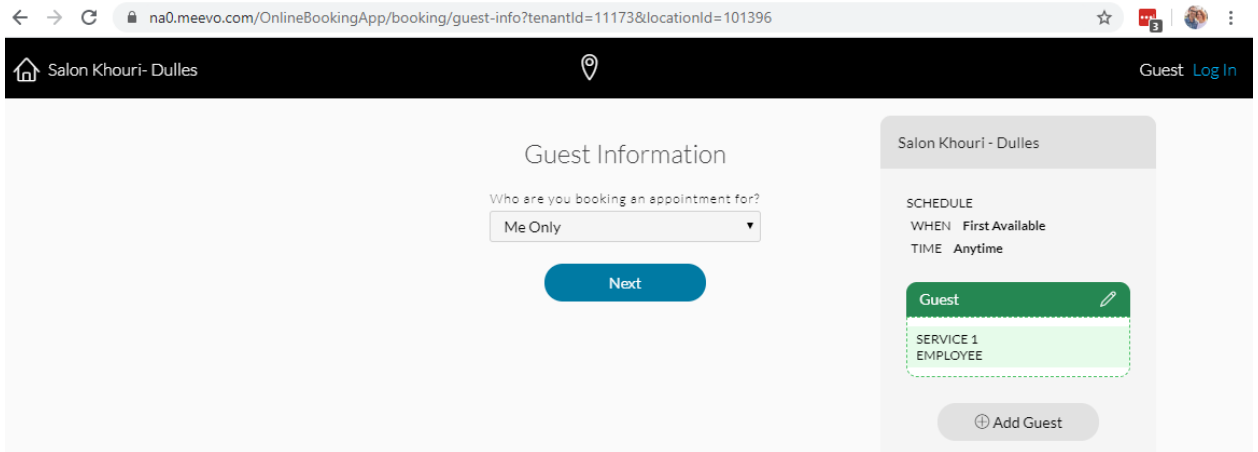 na0.meevo.com/OnlineBookingApp/booking/guest-info?tenantId=11173&locationId=101396
3
Salon Khouri- Dulles
Guest Log In
Guest Information
Who are you booking an appointment for?
Me Only
Next
Salon Khouri - Dulles
SCHEDULE
WHEN First Available
TIME Anytime
Guest
SERVICE 1
EMPLOYEE
Add Guest